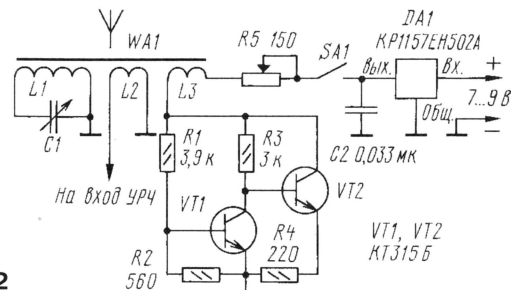 DA1
WA1
R5 150
SA1
КР1157ЕН502А
Вых.
Вх.
+
L1
L2
L3
7...9 В
Общ.
–
C1
R1
3,9 к
R3
3 к
C2 0,033 мк
На вход УРЧ
VT1
VT2
VT1, VT2
КТ315Б
R2
560
R4
220
2